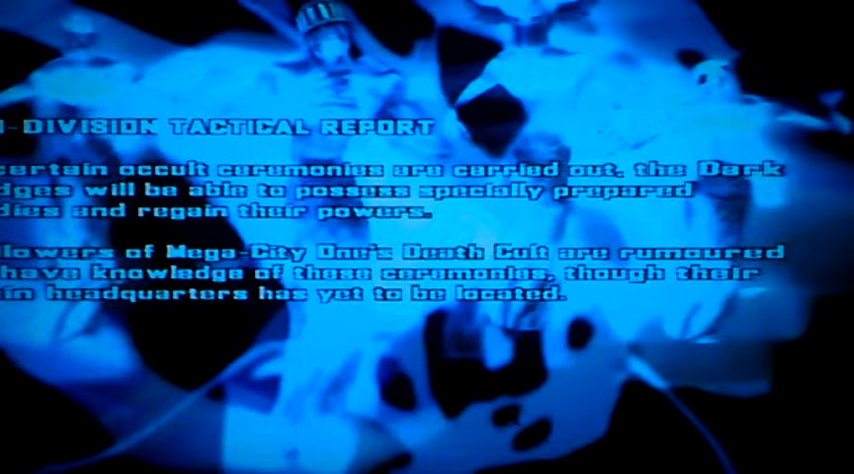 I-DIVISION TACTICAL REPORT
certain occult ceremonies are carried out, the Dark
dges will be able to possess specially prepared
dies and regain their powers.
llowers of Mega-City One's Death Cult are rumoured
have knowledge of these ceremonies, though their
in headquarters has yet to be located.